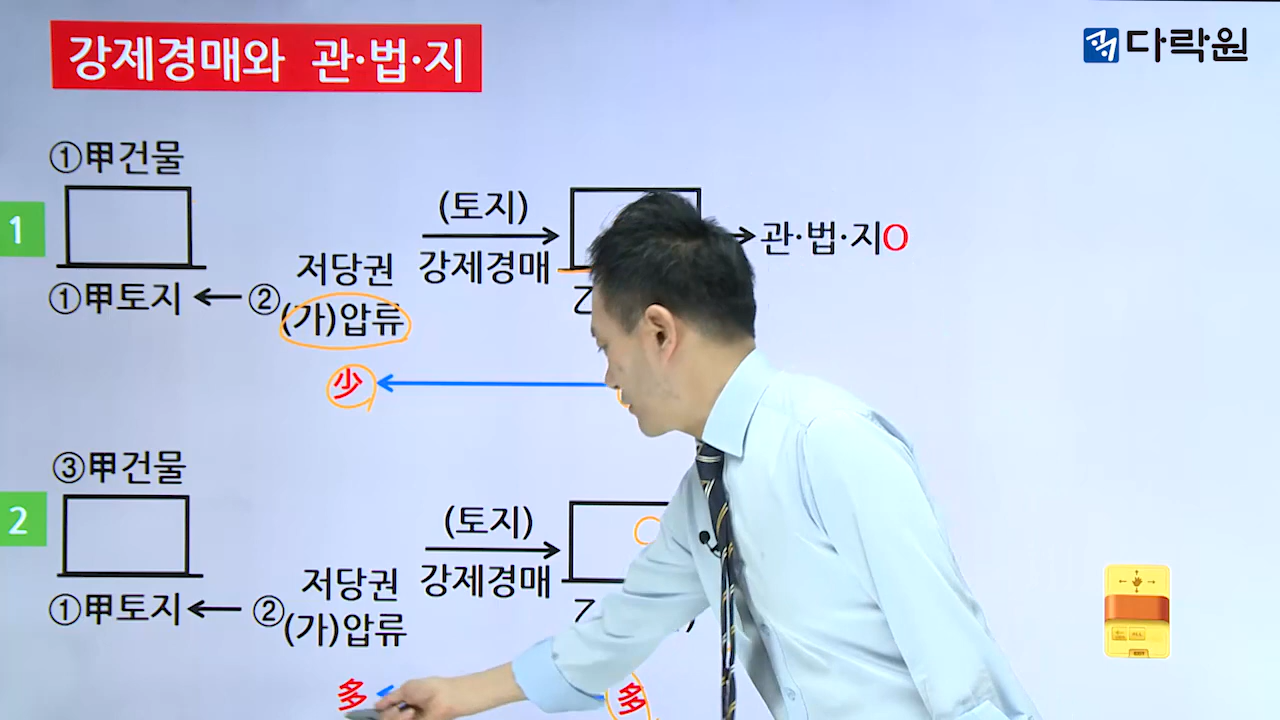 강제경매와 관·법·지
다락원
①甲건물
1
(토지)
강제경매
관·법·지O
저당권
①甲토지 ②
(가)압류
少
③甲건물
2
(토지)
강제경매
저당권
①甲토지 ②
(가)압류
多
多